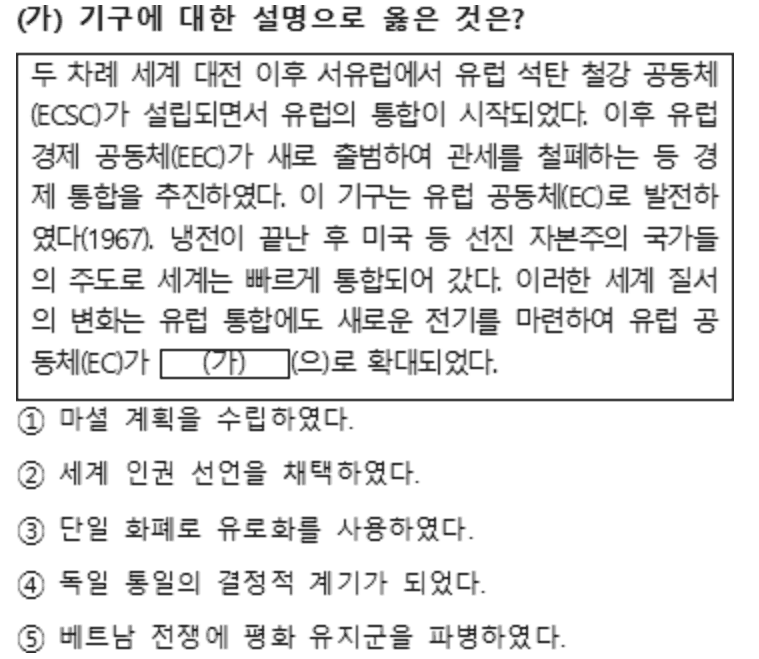 (가) 기구에 대한 설명으로 옳은 것은?
두 차례 세계 대전 이후 서유럽에서 유럽 석탄 철강 공동체
(ECSC)가 설립되면서 유럽의 통합이 시작되었다. 이후 유럽
경제 공동체(EEC)가 새로 출범하여 관세를 철폐하는 등 경
제 통합을 추진하였다. 이 기구는 유럽 공동체(EC)로 발전하
였다(1967). 냉전이 끝난 후 미국 등 선진 자본주의 국가들
의 주도로 세계는 빠르게 통합되어 갔다. 이러한 세계 질서
의 변화는 유럽 통합에도 새로운 전기를 마련하여 유럽 공
동체(EC)가 (가) (으)로 확대되었다.
① 마셜 계획을 수립하였다.
② 세계 인권 선언을 채택하였다.
③ 단일 화폐로 유로화를 사용하였다.
④ 독일 통일의 결정적 계기가 되었다.
⑤ 베트남 전쟁에 평화 유지군을 파병하였다.